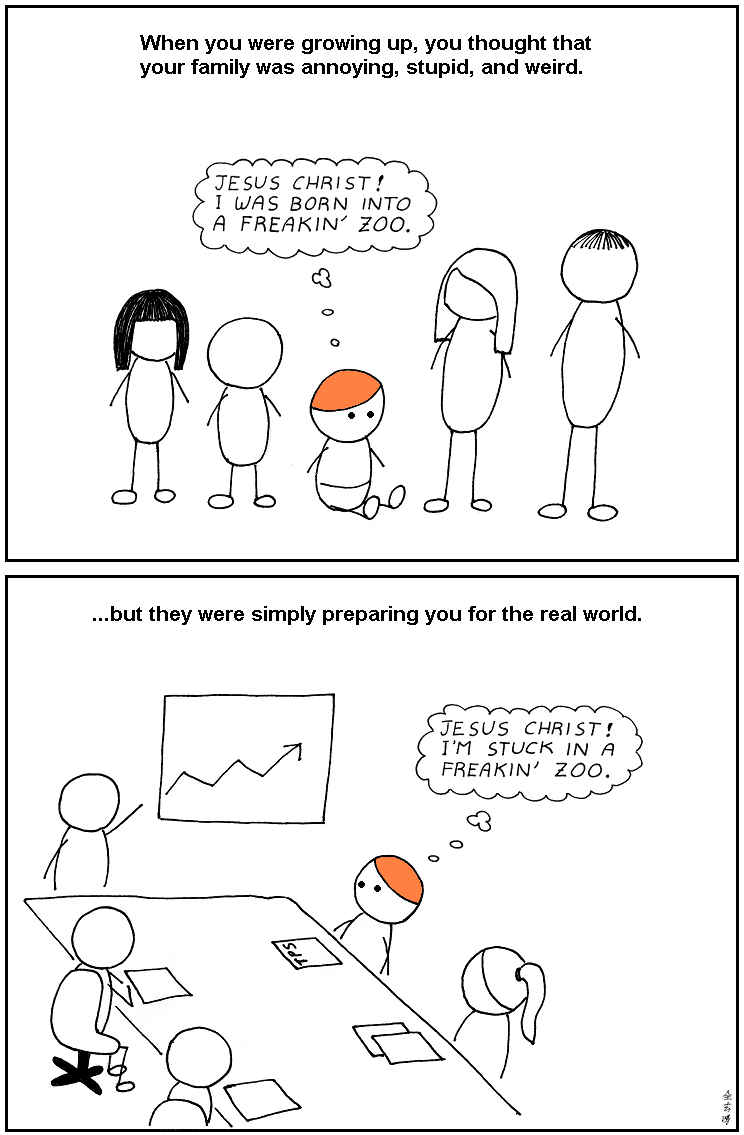 When you were growing up, you thought that
your family was annoying, stupid, and weird.
JESUS CHRIST!
I WAS BORN INTO
A FREAKIN' ZOO.
...but they were simply preparing you for the real world.
JESUS CHRIST!
I'M STUCK IN A
FREAKIN' ZOO.
TPS